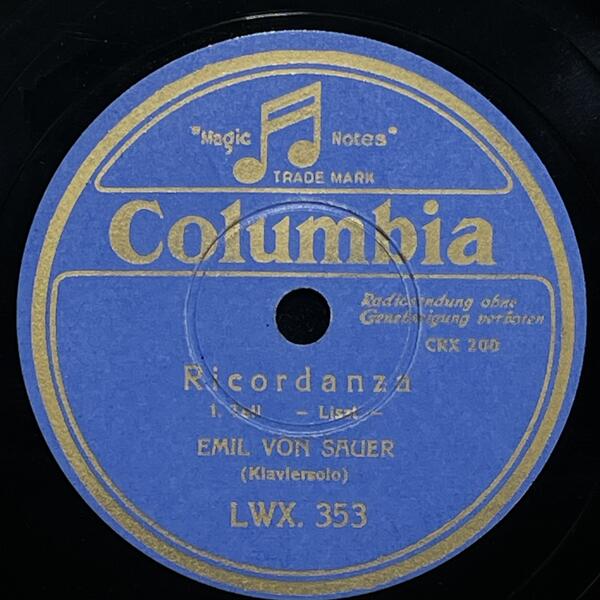 "Magic Notes"
TRADE MARK
Columbia
Radiosendung ohne
Genehmigung verboten
CRX 200
Ricordanza
1. Teil - Liszt -
EMIL VON SAUER
(Klaviersolo)
LWX. 353